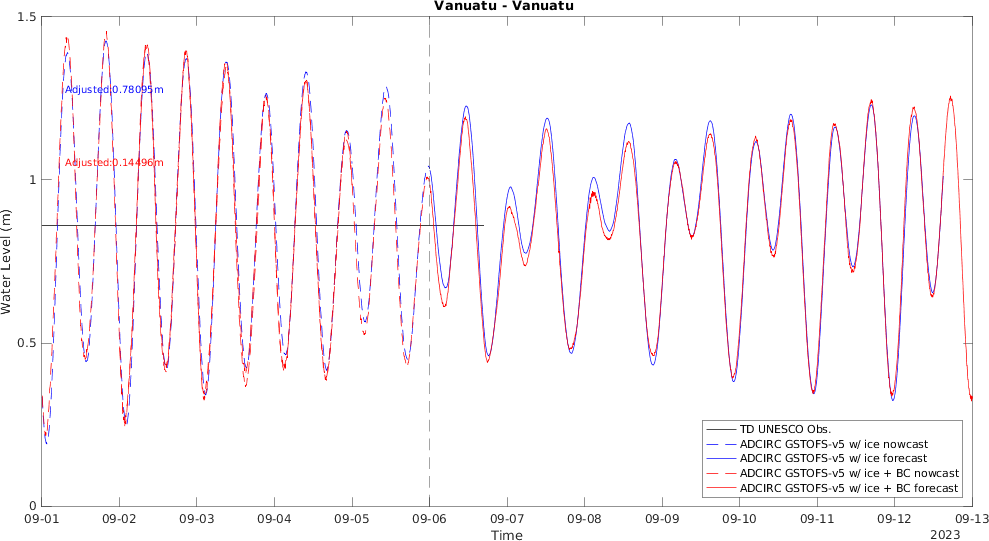 Vanuatu - Vanuatu
1.5
Adjusted:0.78095m
Adjusted:0.14496m
1
Water Level (m)
0.5
0
TD UNESCO Obs.
ADCIRC GSTOFS-v5 w/ ice nowcast
ADCIRC GSTOFS-v5 w/ ice forecast
ADCIRC GSTOFS-v5 w/ ice + BC nowcast
ADCIRC GSTOFS-v5 w/ ice + BC forecast
09-01 09-02 09-03 09-04 09-05 09-06 09-07 09-08 09-09 09-10 09-11 09-12 09-13
Time
2023